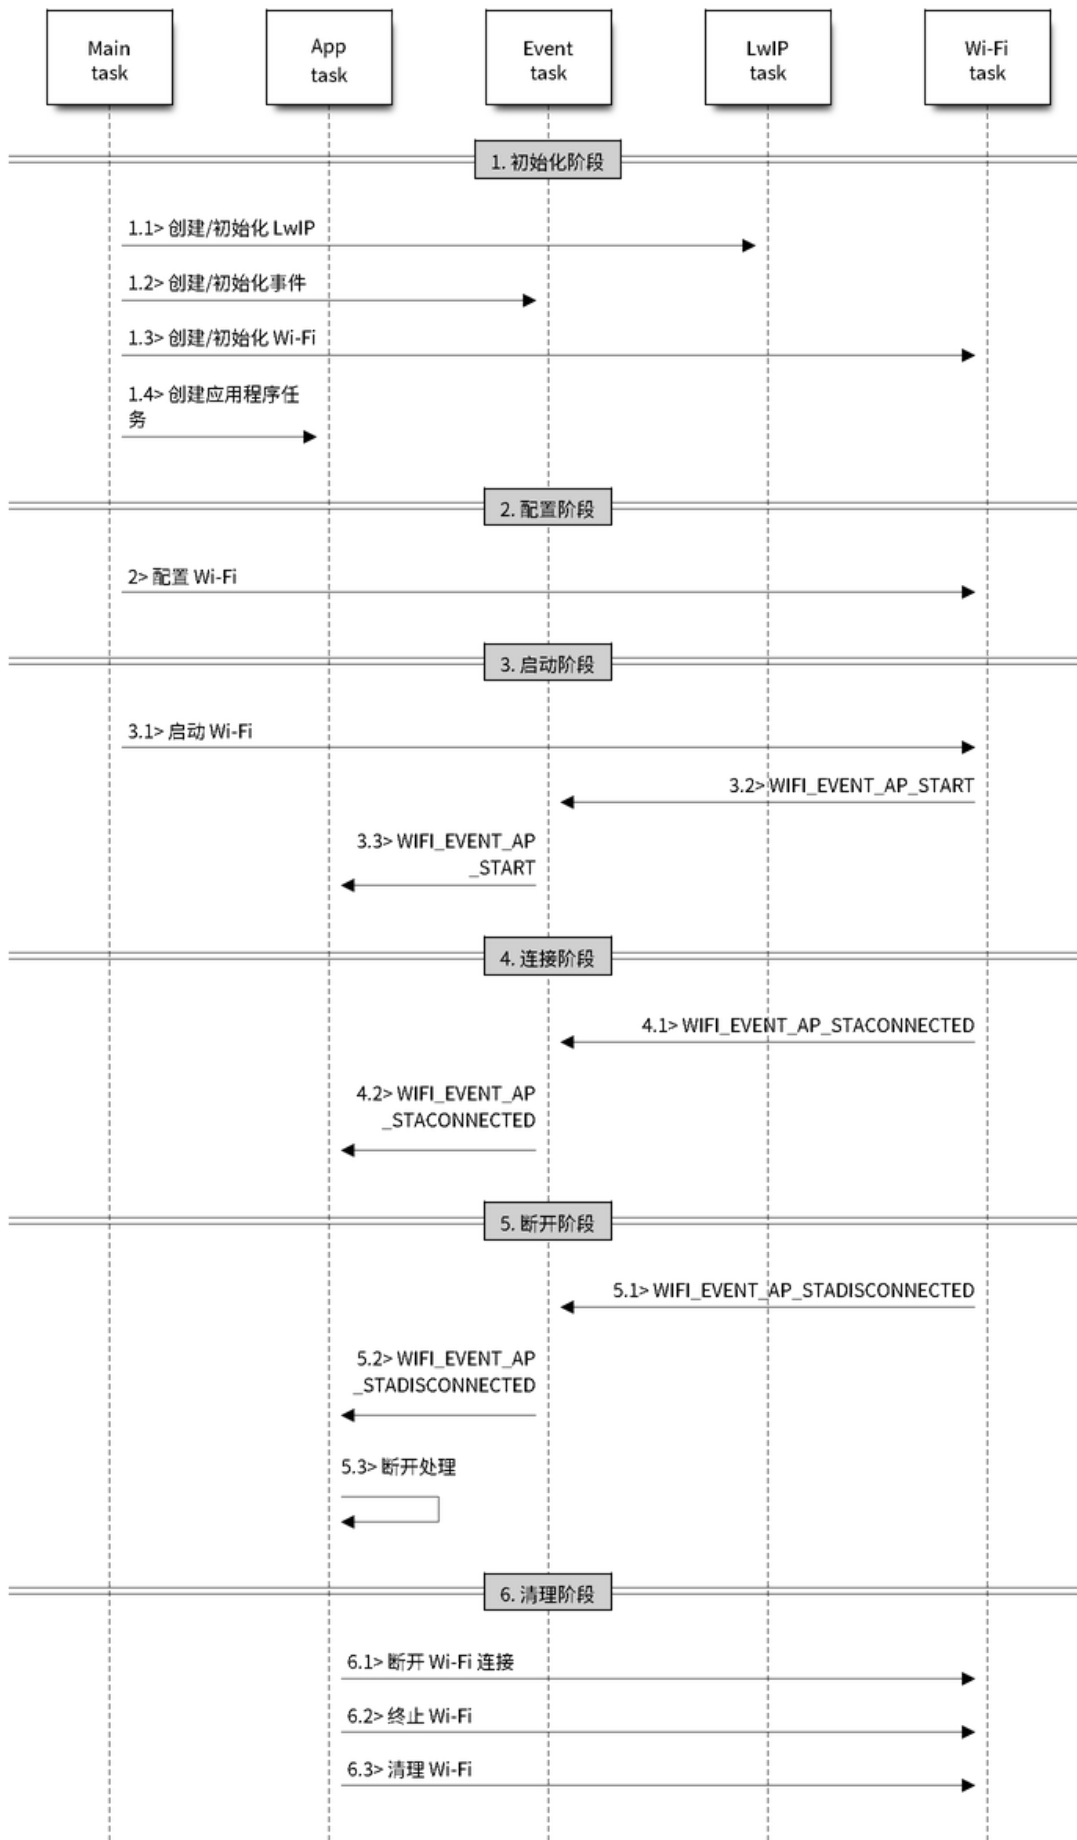 Main
task
App
task
Event
task
LwIP
task
Wi-Fi
task
1. 初始化阶段
1.1> 创建/初始化 LwIP
1.2> 创建/初始化事件
1.3> 创建/初始化 Wi-Fi
1.4> 创建应用程序任
务
2. 配置阶段
2> 配置 Wi-Fi
3. 启动阶段
3.1> 启动 Wi-Fi
3.2> WIFI_EVENT_AP_START
3.3> WIFI_EVENT_AP
_START
4. 连接阶段
4.1> WIFI_EVENT_AP_STACONNECTED
4.2> WIFI_EVENT_AP
_STACONNECTED
5. 断开阶段
5.1> WIFI_EVENT_AP_STADISCONNECTED
5.2> WIFI_EVENT_AP
_STADISCONNECTED
5.3> 断开处理
6. 清理阶段
6.1> 断开 Wi-Fi 连接
6.2> 终止 Wi-Fi
6.3> 清理 Wi-Fi